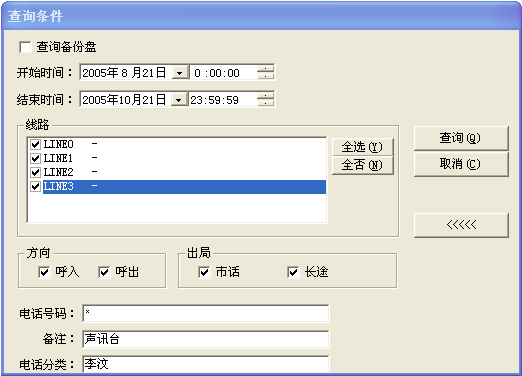 查询条件
查询备份盘
开始时间： 2005年 8月21日 0 :00:00
结束时间： 2005年10月21日 23:59:59
线路
LINE0 -
LINE1 -
LINE2 -
LINE3 -
全选(Y)
全否(N)
查询(Q)
取消(C)
<<<<<
方向
呼入 呼出
出局
市话 长途
电话号码： *
备注： 声讯台
电话分类： 李汶